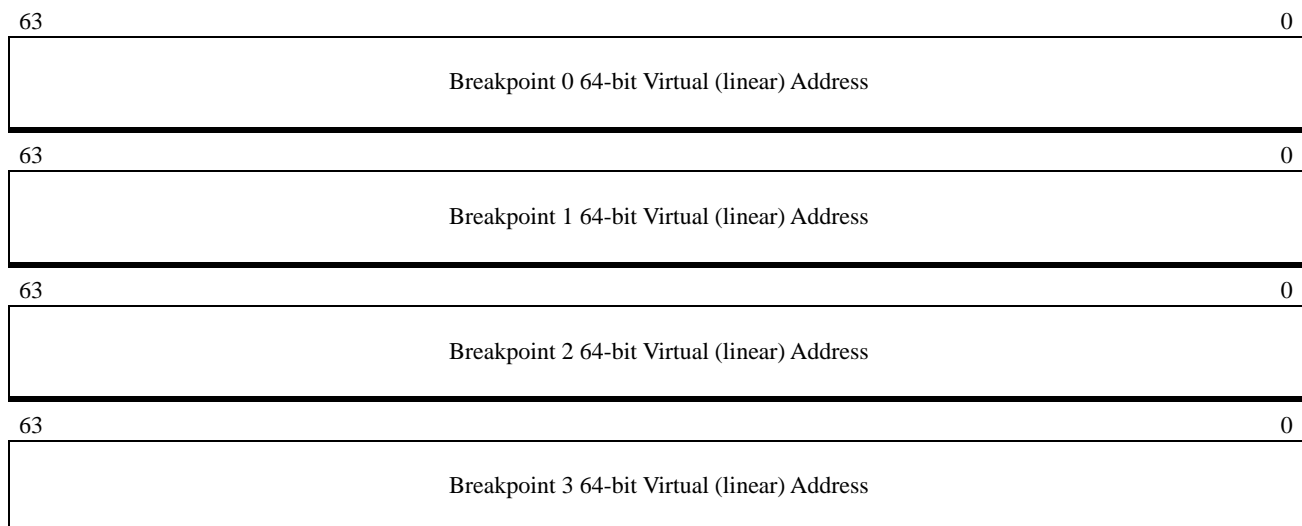 63 0
Breakpoint 0 64-bit Virtual (linear) Address
63 0
Breakpoint 1 64-bit Virtual (linear) Address
63 0
Breakpoint 2 64-bit Virtual (linear) Address
63 0
Breakpoint 3 64-bit Virtual (linear) Address